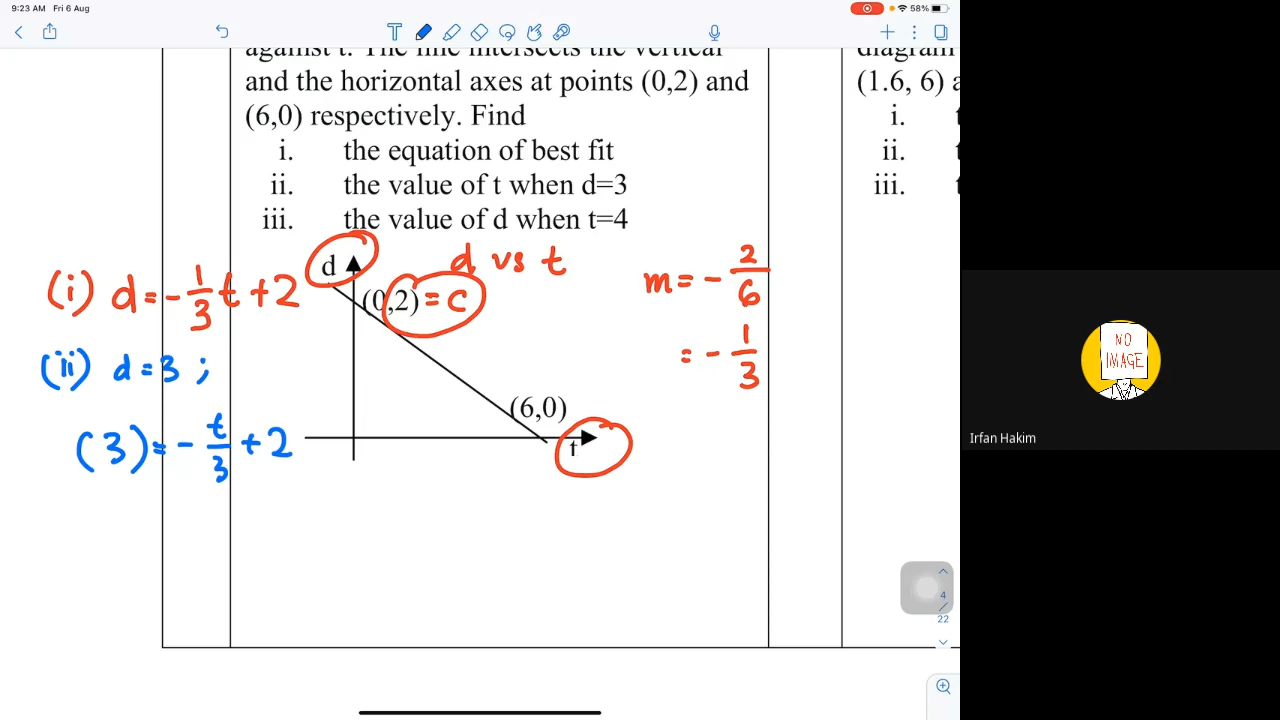 9:23 AM Fri 6 Aug
58%
against t. The line intersects the vertical
and the horizontal axes at points (0,2) and
(6,0) respectively. Find
i. the equation of best fit
ii. the value of t when d=3
iii. the value of d when t=4
diagram
(1.6, 6) a
i. t
ii. t
iii. t
d
d vs t
(0,2) = c
(6,0)
t
m = - 2/6
= - 1/3
(i) d = - 1/3 t + 2
(ii) d = 3 ;
(3) = - t/3 + 2
4
/
22
NO
IMAGE
Irfan Hakim